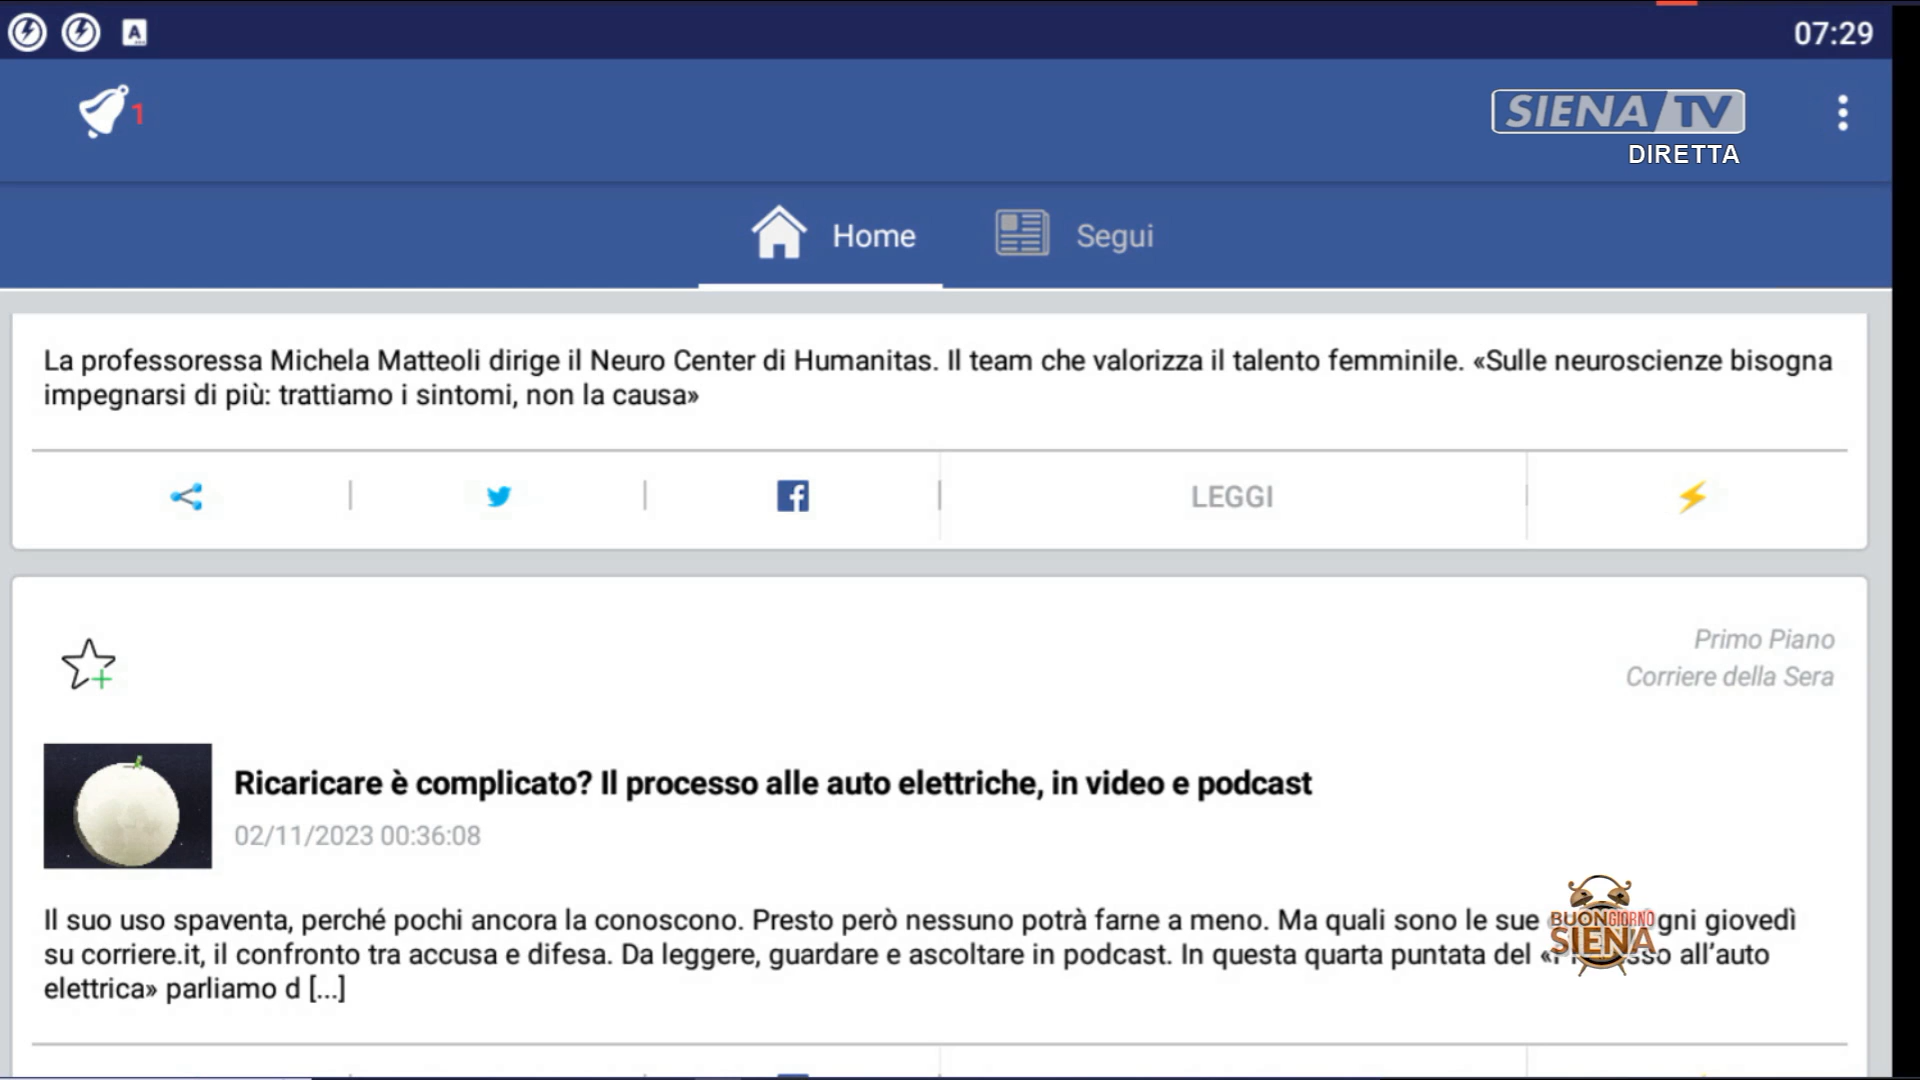 07:29
1
SIENA TV
DIRETTA
Home
Segui
La professoressa Michela Matteoli dirige il Neuro Center di Humanitas. Il team che valorizza il talento femminile. «Sulle neuroscienze bisogna
impegnarsi di più: trattiamo i sintomi, non la causa»
LEGGI
Primo Piano
Corriere della Sera
Ricaricare è complicato? Il processo alle auto elettriche, in video e podcast
02/11/2023 00:36:08
Il suo uso spaventa, perché pochi ancora la conoscono. Presto però nessuno potrà farne a meno. Ma quali sono le sue gni giovedì
su corriere.it, il confronto tra accusa e difesa. Da leggere, guardare e ascoltare in podcast. In questa quarta puntata del all’auto
elettrica» parliamo d [...]
BUONGIORNO
SIENA